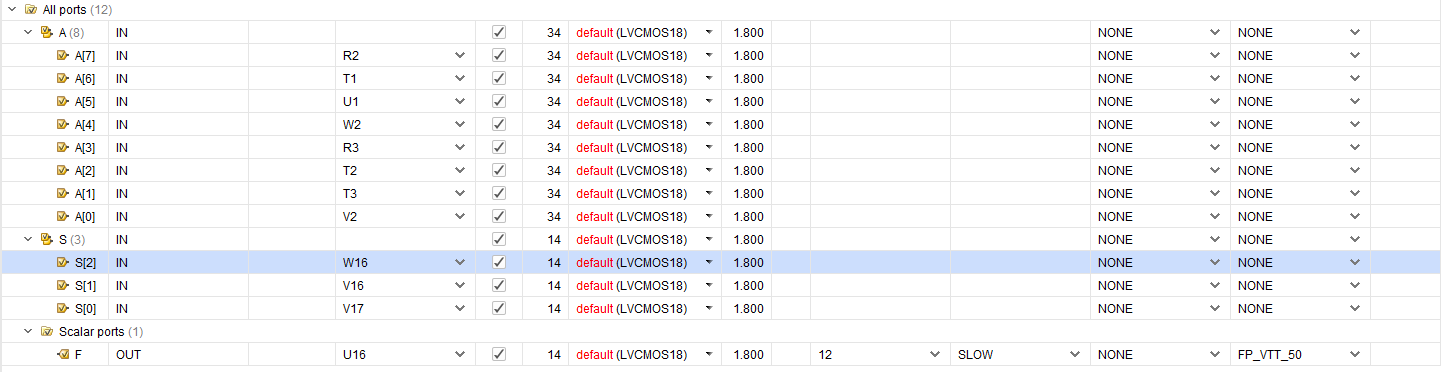 All ports (12)
A (8) IN 34 default (LVCMOS18) 1.800 NONE NONE
A[7] IN R2 34 default (LVCMOS18) 1.800 NONE NONE
A[6] IN T1 34 default (LVCMOS18) 1.800 NONE NONE
A[5] IN U1 34 default (LVCMOS18) 1.800 NONE NONE
A[4] IN W2 34 default (LVCMOS18) 1.800 NONE NONE
A[3] IN R3 34 default (LVCMOS18) 1.800 NONE NONE
A[2] IN T2 34 default (LVCMOS18) 1.800 NONE NONE
A[1] IN T3 34 default (LVCMOS18) 1.800 NONE NONE
A[0] IN V2 34 default (LVCMOS18) 1.800 NONE NONE
S (3) IN 14 default (LVCMOS18) 1.800 NONE NONE
S[2] IN W16 14 default (LVCMOS18) 1.800 NONE NONE
S[1] IN V16 14 default (LVCMOS18) 1.800 NONE NONE
S[0] IN V17 14 default (LVCMOS18) 1.800 NONE NONE
Scalar ports (1)
F OUT U16 14 default (LVCMOS18) 1.800 12 SLOW NONE FP_VTT_50